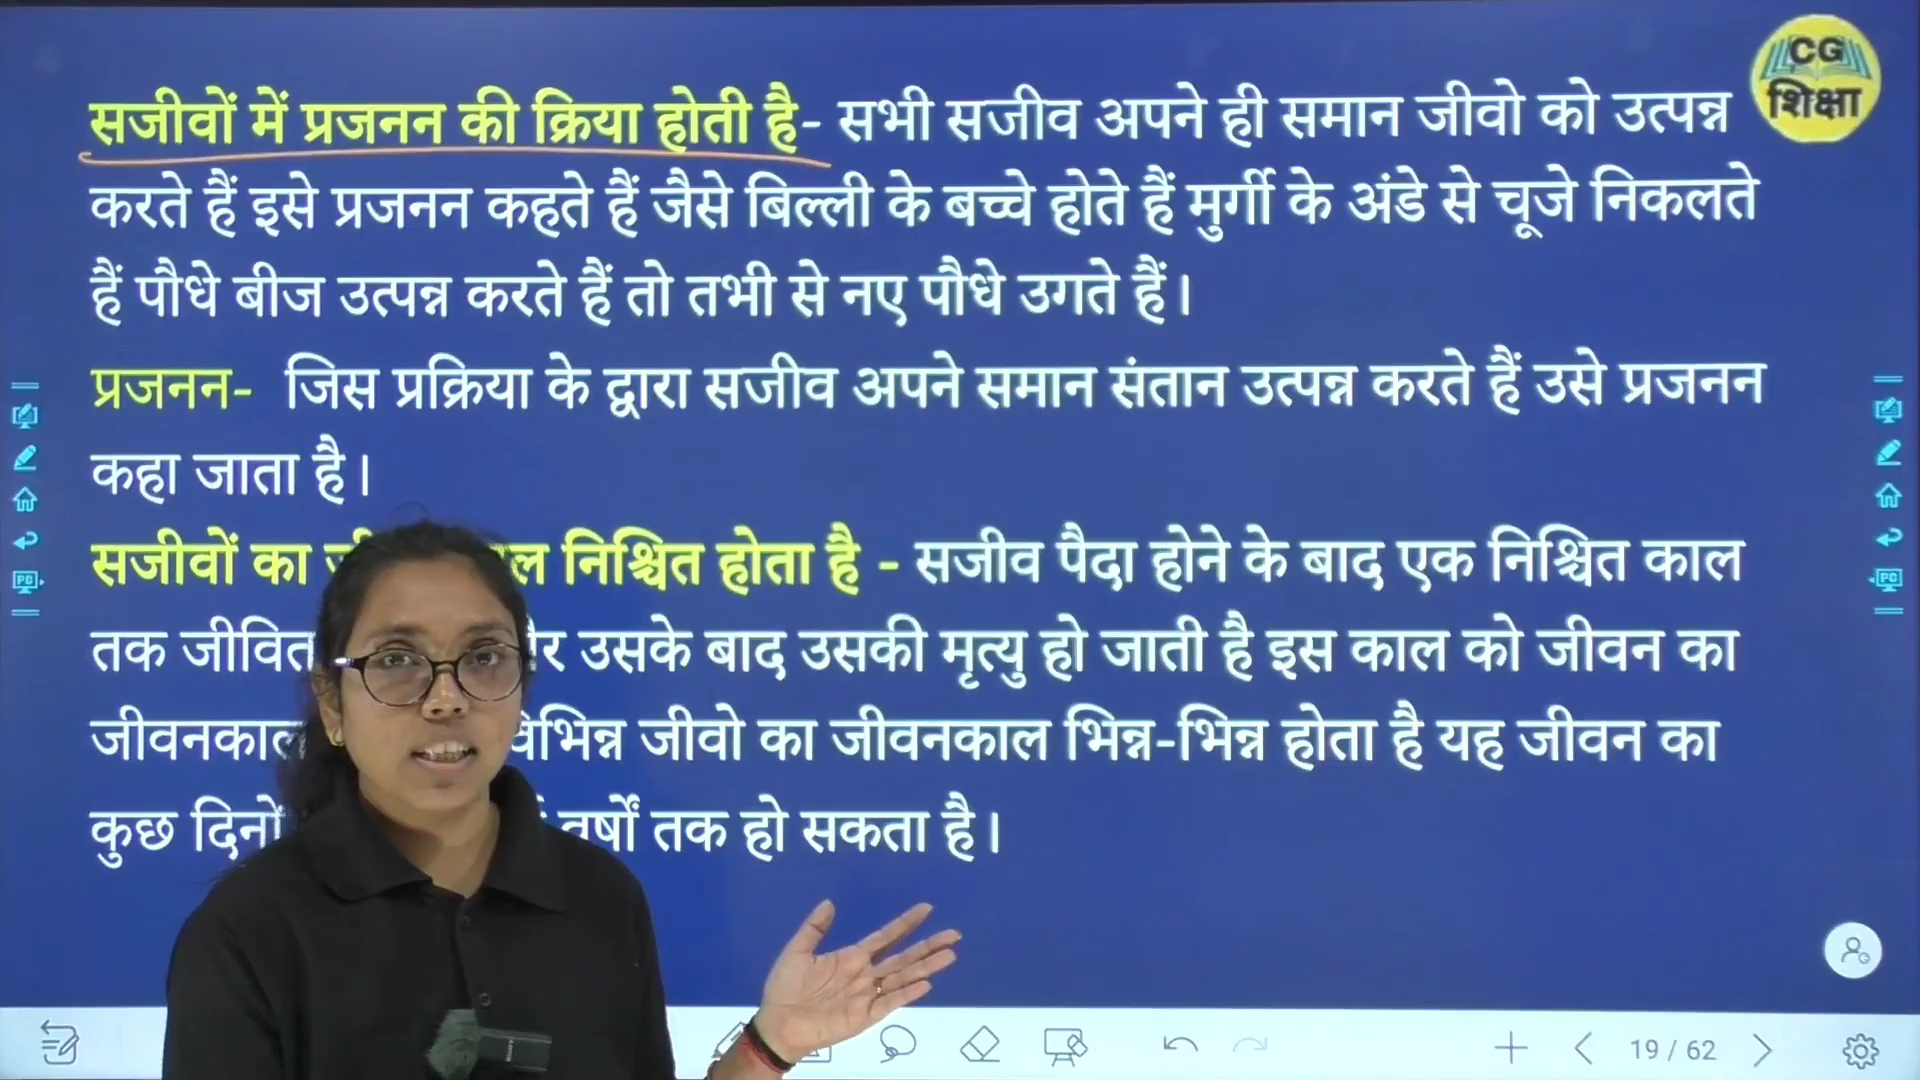 CG
शिक्षा
सजीवों में प्रजनन की क्रिया होती है- सभी सजीव अपने ही समान जीवो को उत्पन्न
करते हैं इसे प्रजनन कहते हैं जैसे बिल्ली के बच्चे होते हैं मुर्गी के अंडे से चूजे निकलते
हैं पौधे बीज उत्पन्न करते हैं तो तभी से नए पौधे उगते हैं।
प्रजनन- जिस प्रक्रिया के द्वारा सजीव अपने समान संतान उत्पन्न करते हैं उसे प्रजनन
कहा जाता है।
सजीवों का निश्चित होता है - सजीव पैदा होने के बाद एक निश्चित काल
तक जीवित उसके बाद उसकी मृत्यु हो जाती है इस काल को जीवन का
जीवनकाल विभिन्न जीवो का जीवनकाल भिन्न-भिन्न होता है यह जीवन का
कुछ दिनों वर्षों तक हो सकता है।
PC
PC
19 / 62